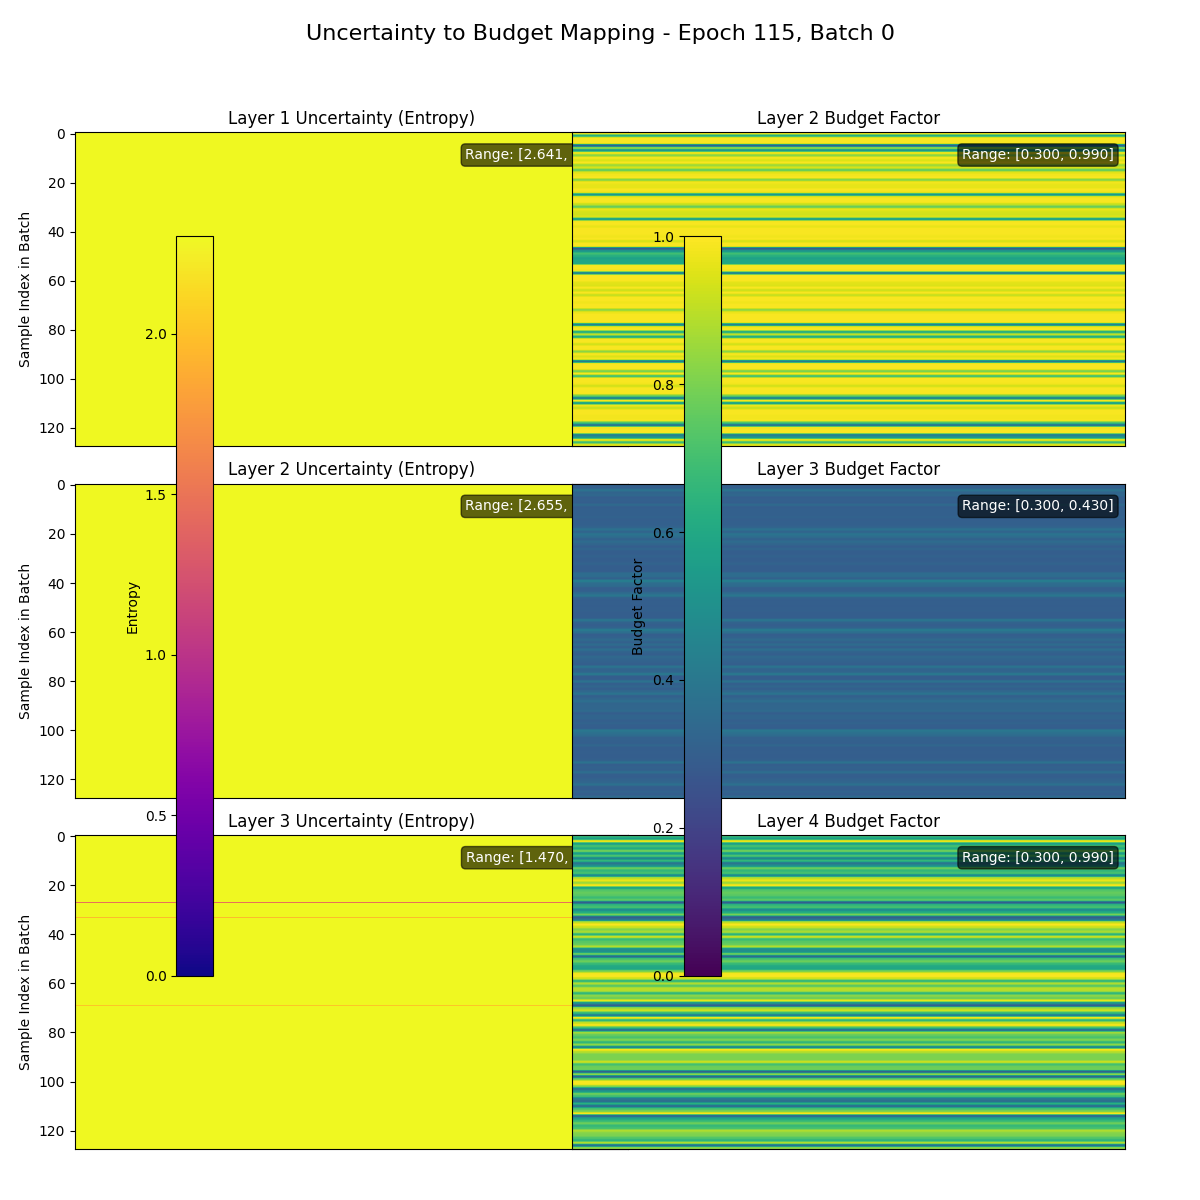 Uncertainty to Budget Mapping - Epoch 115, Batch 0
Layer 1 Uncertainty (Entropy)
Layer 2 Budget Factor
Range: [2.641,
Range: [0.300, 0.990]
Sample Index in Batch
0
20
40
60
80
100
120
Layer 2 Uncertainty (Entropy)
Layer 3 Budget Factor
Range: [2.655,
Range: [0.300, 0.430]
Sample Index in Batch
0
20
40
60
80
100
120
Layer 3 Uncertainty (Entropy)
Layer 4 Budget Factor
Range: [1.470,
Range: [0.300, 0.990]
Sample Index in Batch
0
20
40
60
80
100
120
Entropy
2.0
1.5
1.0
0.5
0.0
Budget Factor
1.0
0.8
0.6
0.4
0.2
0.0